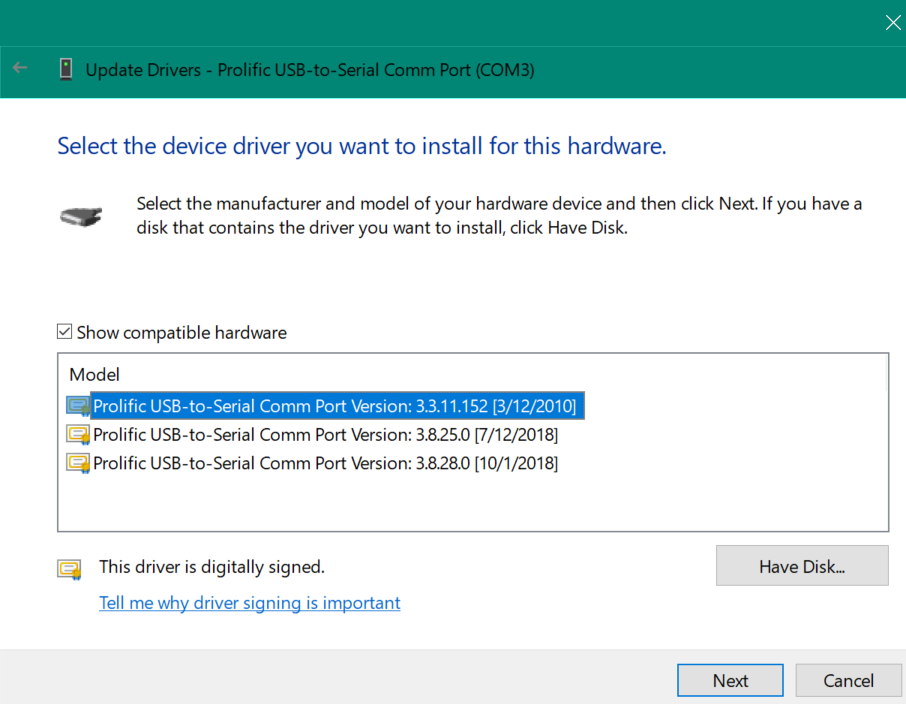 Update Drivers - Prolific USB-to-Serial Comm Port (COM3)
Select the device driver you want to install for this hardware.
Select the manufacturer and model of your hardware device and then click Next. If you have a
disk that contains the driver you want to install, click Have Disk.
Show compatible hardware
Model
Prolific USB-to-Serial Comm Port Version: 3.3.11.152 [3/12/2010]
Prolific USB-to-Serial Comm Port Version: 3.8.25.0 [7/12/2018]
Prolific USB-to-Serial Comm Port Version: 3.8.28.0 [10/1/2018]
This driver is digitally signed.
Have Disk...
Tell me why driver signing is important
Next
Cancel